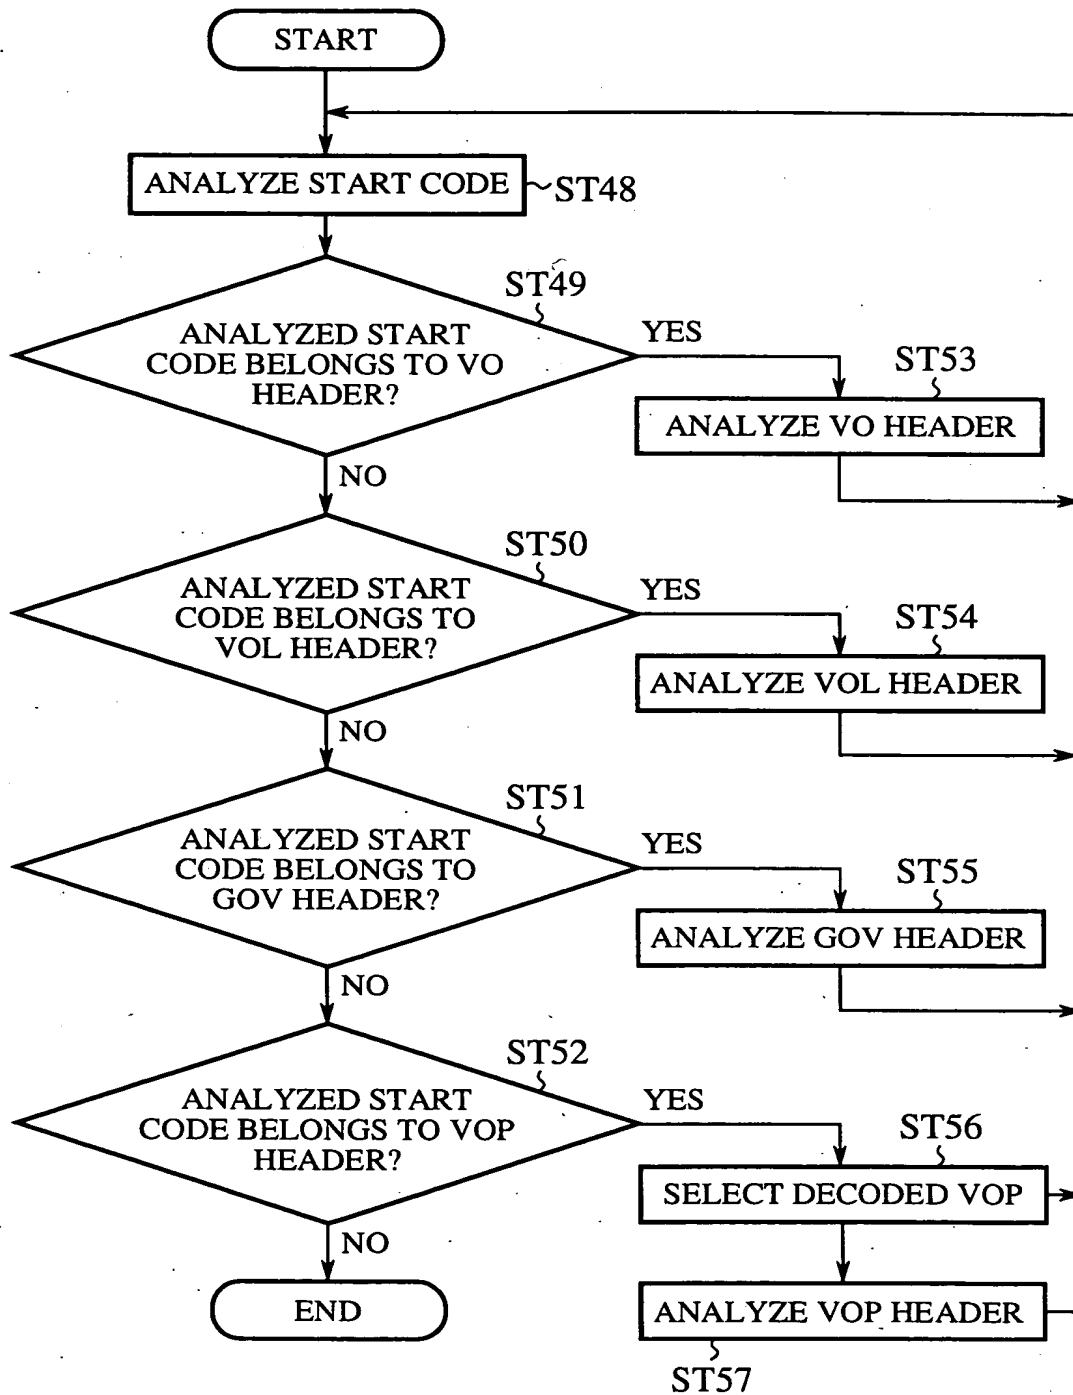 START
ANALYZE START CODE
ST48
ST49
ANALYZED START
CODE BELONGS TO VO
HEADER?
YES
ST53
ANALYZE VO HEADER
NO
ST50
ANALYZED START
CODE BELONGS TO
VOL HEADER?
YES
ST54
ANALYZE VOL HEADER
NO
ST51
ANALYZED START
CODE BELONGS TO
GOV HEADER?
YES
ST55
ANALYZE GOV HEADER
NO
ST52
ANALYZED START
CODE BELONGS TO VOP
HEADER?
YES
ST56
SELECT DECODED VOP
NO
END
ANALYZE VOP HEADER
ST57